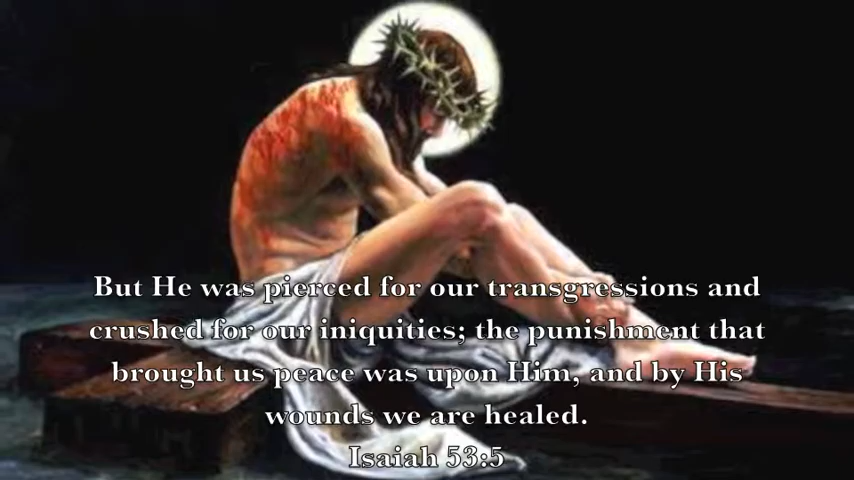 But He was pierced for our transgressions and
crushed for our iniquities; the punishment that
brought us peace was upon Him, and by His
wounds we are healed.
Isaiah 53:5